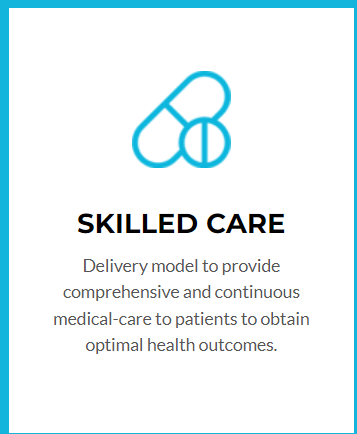 SKILLED CARE
Delivery model to provide
comprehensive and continuous
medical-care to patients to obtain
optimal health outcomes.